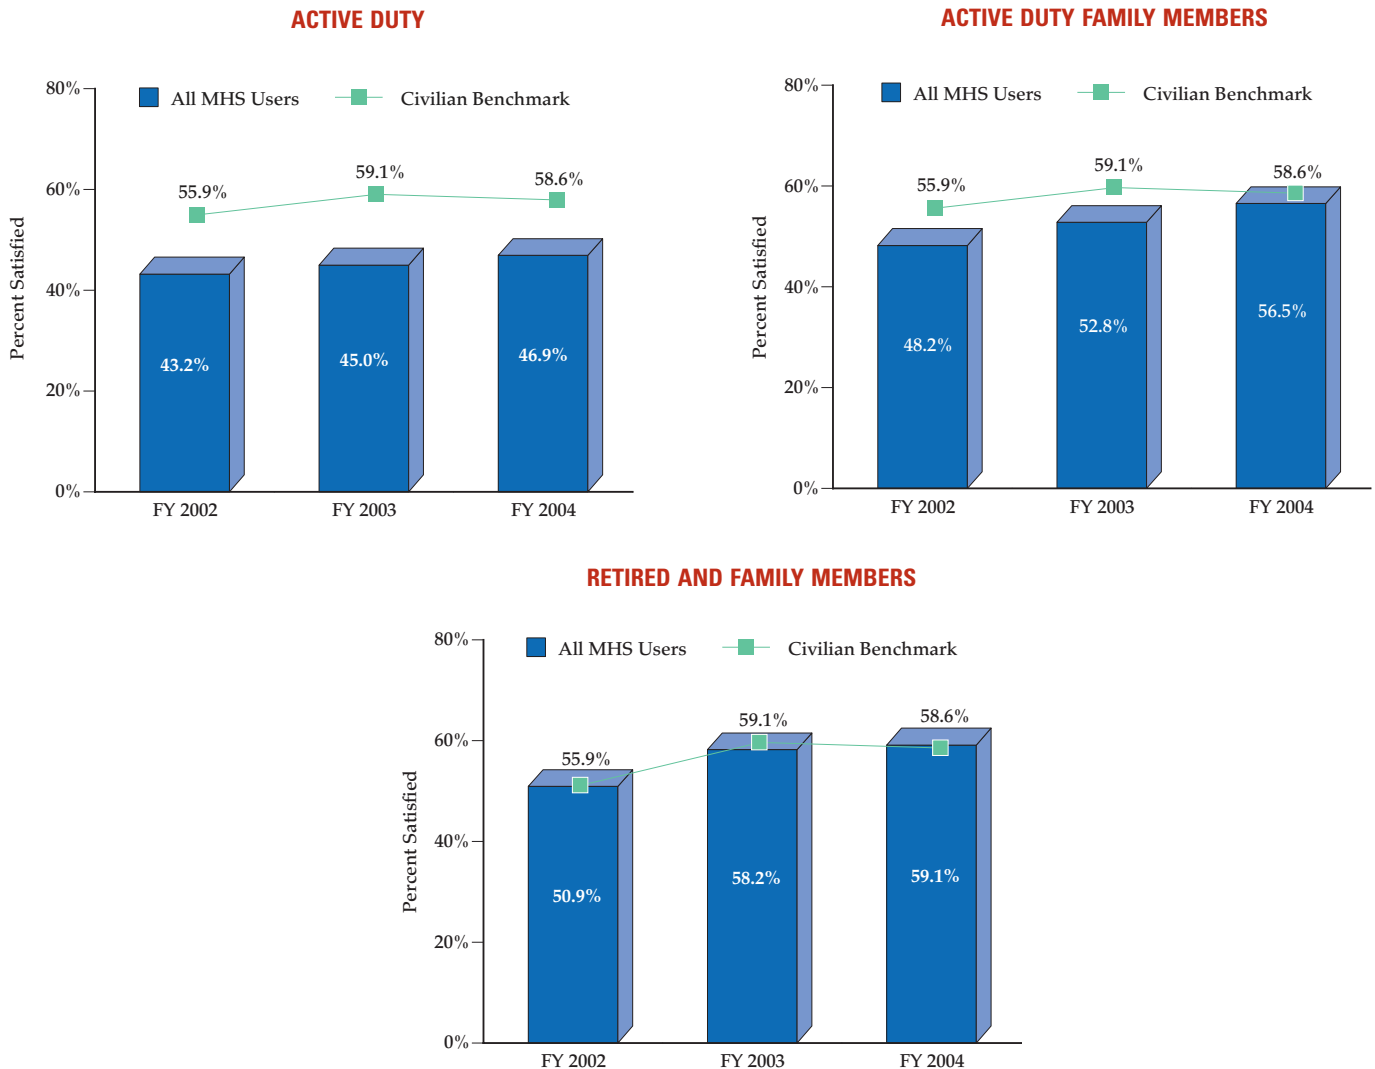 ACTIVE DUTY
80%
All MHS Users
Civilian Benchmark
60%
40%
20%
0%
Percent Satisfied
55.9%
59.1%
58.6%
43.2%
45.0%
46.9%
FY 2002
FY 2003
FY 2004
ACTIVE DUTY FAMILY MEMBERS
80%
All MHS Users
Civilian Benchmark
60%
40%
20%
0%
Percent Satisfied
55.9%
59.1%
58.6%
48.2%
52.8%
56.5%
FY 2002
FY 2003
FY 2004
RETIRED AND FAMILY MEMBERS
80%
All MHS Users
Civilian Benchmark
60%
40%
20%
0%
Percent Satisfied
55.9%
59.1%
58.6%
50.9%
58.2%
59.1%
FY 2002
FY 2003
FY 2004